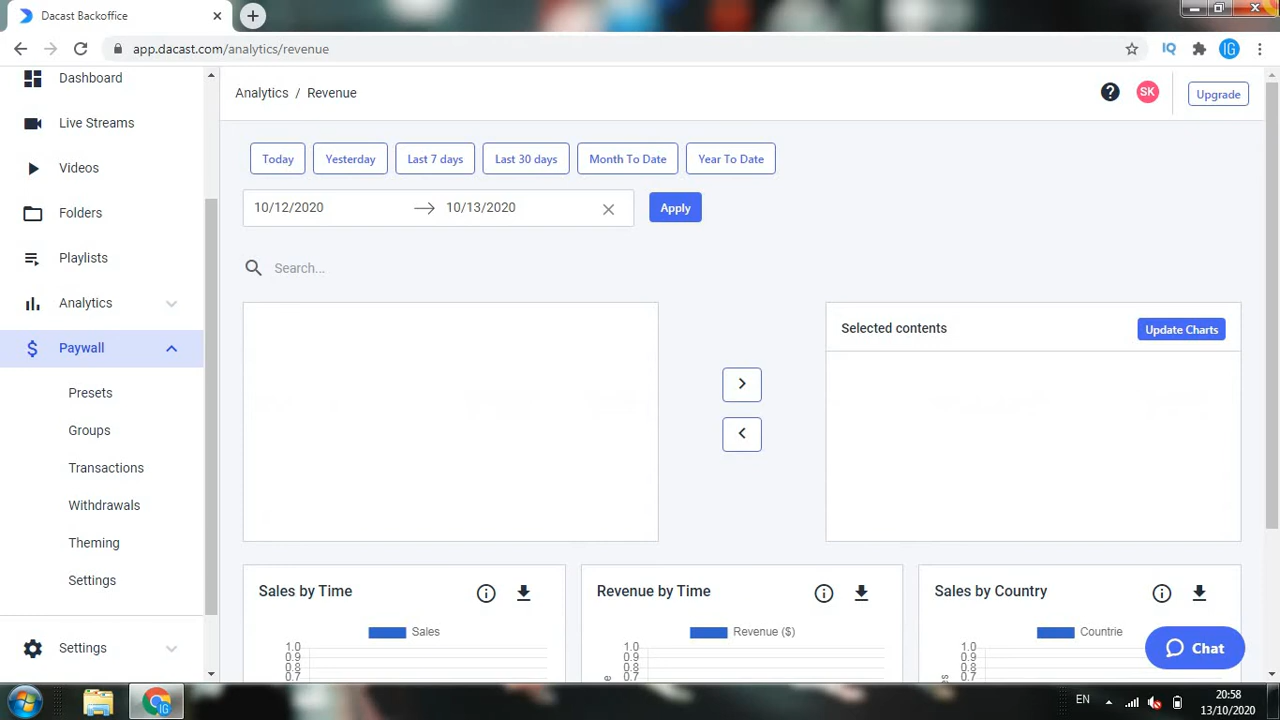 Dacast Backoffice
app.dacast.com/analytics/revenue
IQ
IG
Dashboard
Live Streams
Videos
Folders
Playlists
Analytics
Paywall
Presets
Groups
Transactions
Withdrawals
Theming
Settings
Settings
Analytics / Revenue
SK
Upgrade
Today
Yesterday
Last 7 days
Last 30 days
Month To Date
Year To Date
10/12/2020
10/13/2020
Apply
Search...
Selected contents
Update Charts
Sales by Time
Sales
1.0
0.9
0.8
0.7
Revenue by Time
Revenue ($)
1.0
0.9
0.8
0.7
Sales by Country
Countrie
1.0
0.9
0.8
0.7
Chat
IG
EN
20:58
13/10/2020